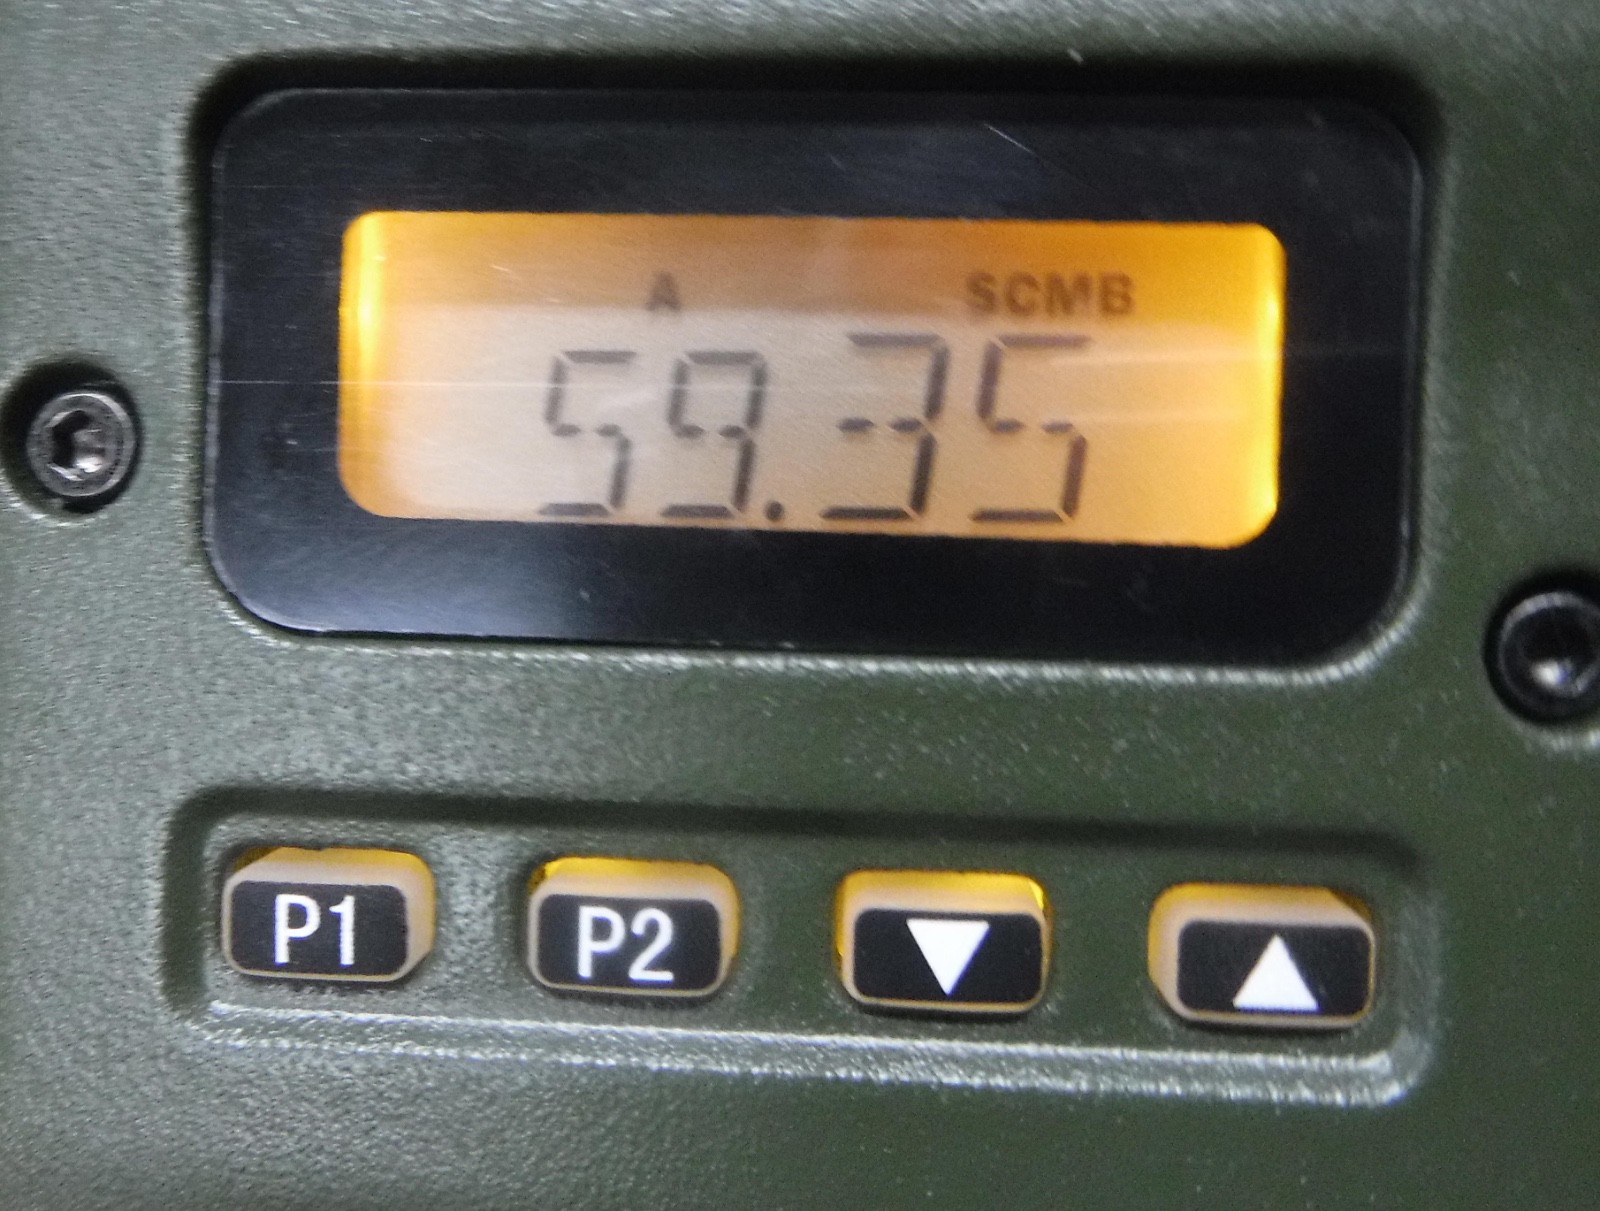 A SCMB
59.35
P1 P2 ▼ ▲